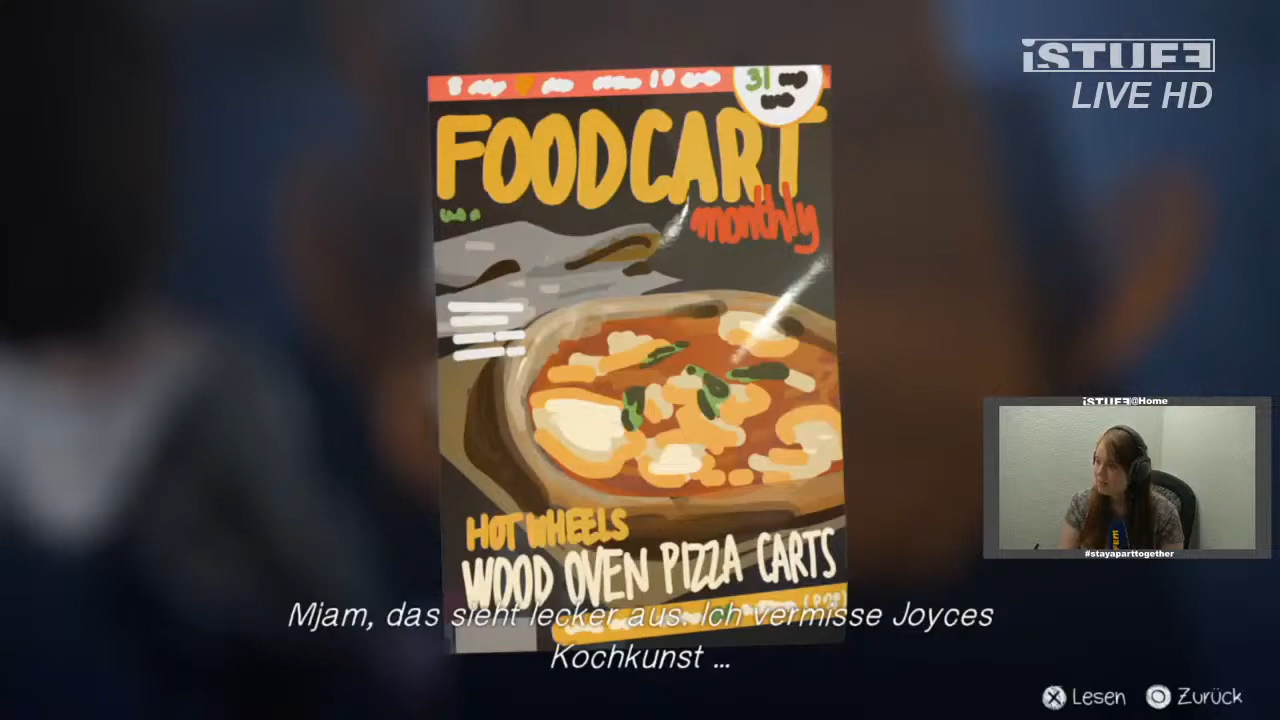 iSTUFF
LIVE HD
31
FOODCART
monthly
HOT WHEELS
WOOD OVEN PIZZA CARTS
Mjam, das sieht lecker aus. Ich vermisse Joyces
Kochkunst ...
iSTUFF@Home
#stayaparttogether
Lesen
Zurück